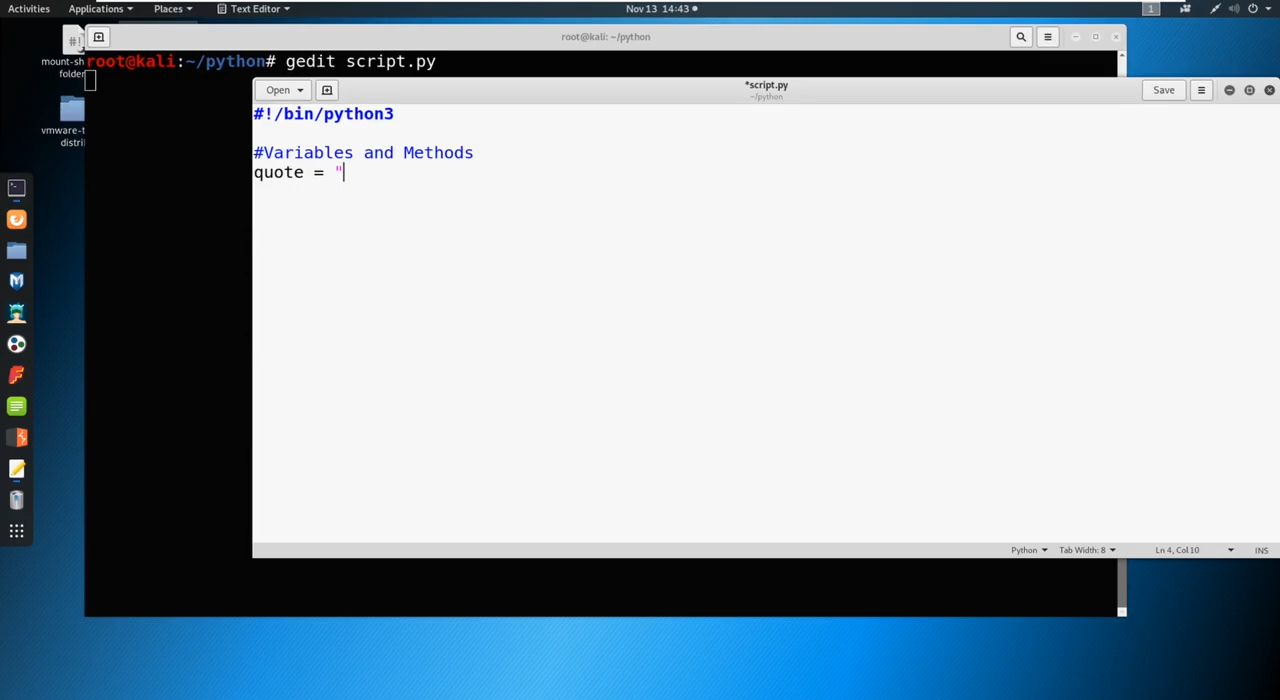 Activities Applications Places Text Editor Nov 13 14:43 1
root@kali: ~/python
mount-sh
folder
root@kali:~/python# gedit script.py
Open *script.py Save
~/python
#!/bin/python3
vmware-t
distri
#Variables and Methods
quote = "
Python Tab Width: 8 Ln 4, Col 10 INS